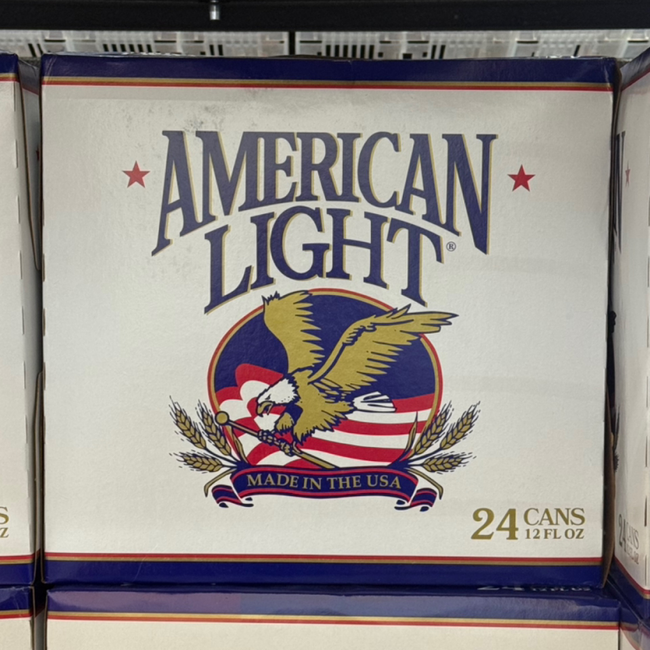 AMERICAN
LIGHT®
MADE IN THE USA
24 CANS
12 FL OZ